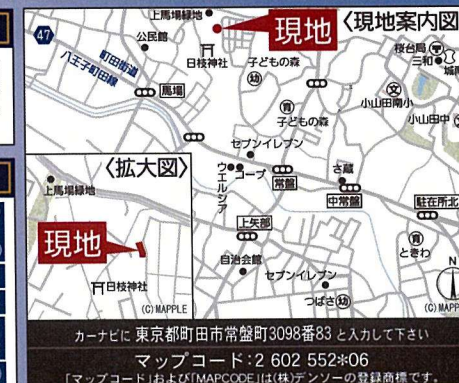 〈現地案内図
現地
上馬場緑地
47
公民館
町田街道
八王子町田線
日枝神社
馬場
子どもの森
幼
育
子どもの森
桜台局
三和
城山
文
小山田南小
小山田中
セブンイレブン
ウエルシア
コープ
さ蔵
常盤
中常盤
駐在所北
上矢部
自治会館
セブンイレブン
つばさ幼
育
ときわ
N
(C)MAPPLE
〈拡大図〉
上馬場緑地
現地
日枝神社
(C)MAPPLE
カーナビに 東京都町田市常盤町3098番83 と入力して下さい
マップコード:2 602 552*06
「マップコード」および「MAPCODE」は(株)デンソーの登録商標です。